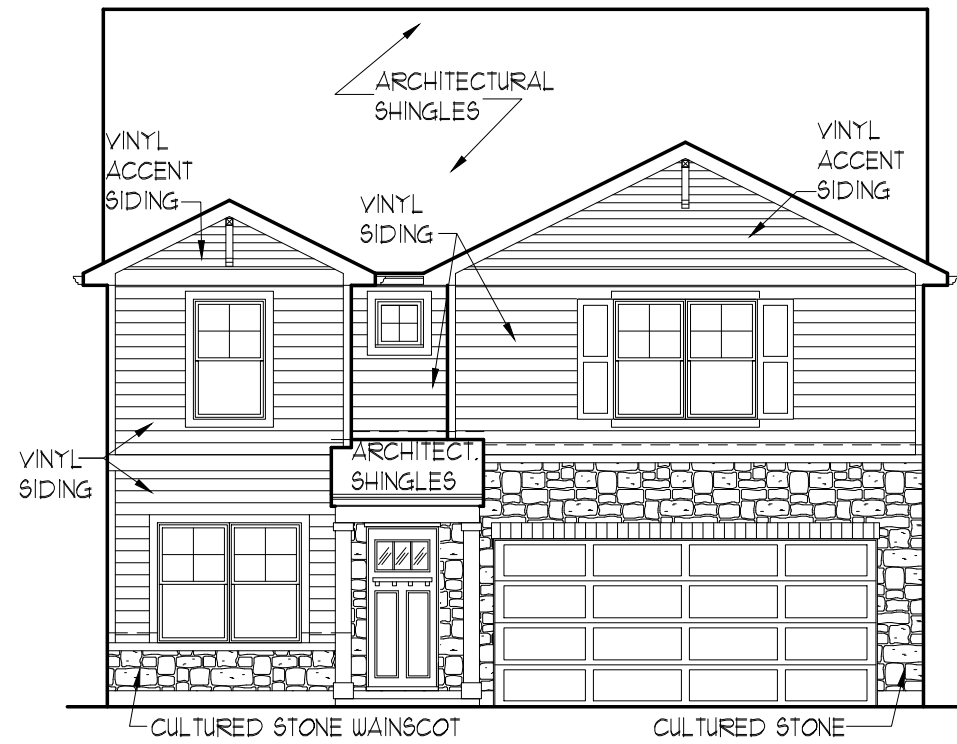 ARCHITECTURAL
SHINGLES
VINYL
ACCENT
SIDING
VINYL
ACCENT
SIDING
VINYL
SIDING
VINYL
SIDING
ARCHITECT.
SHINGLES
CULTURED STONE WAINSCOT
CULTURED STONE